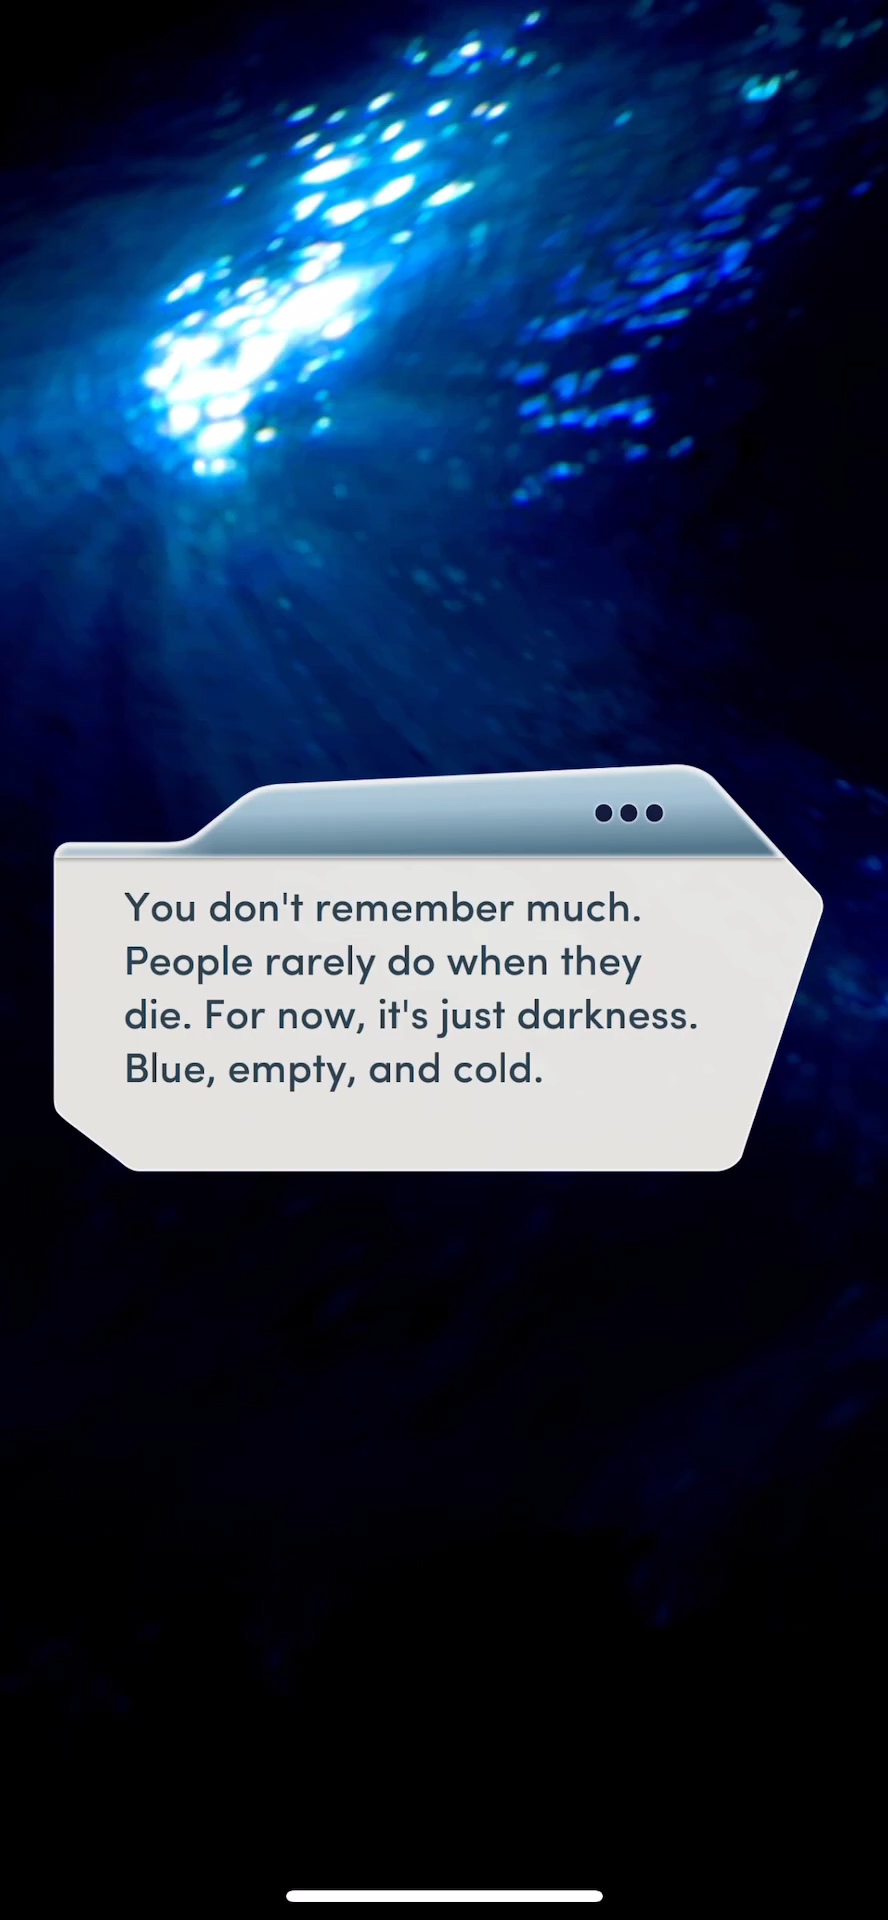 You don't remember much.
People rarely do when they
die. For now, it's just darkness.
Blue, empty, and cold.